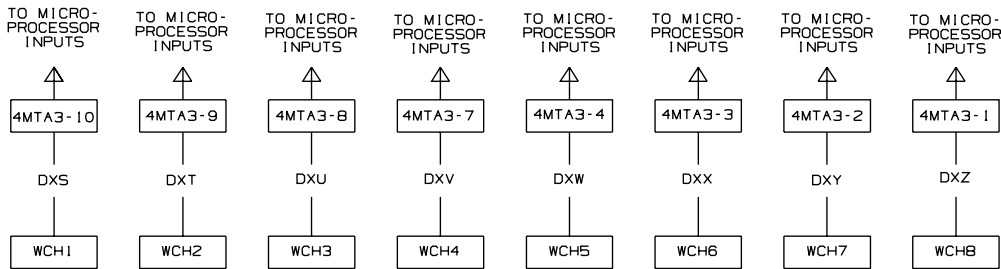 TO MICRO-
PROCESSOR
INPUTS
TO MICRO-
PROCESSOR
INPUTS
TO MICRO-
PROCESSOR
INPUTS
TO MICRO-
PROCESSOR
INPUTS
TO MICRO-
PROCESSOR
INPUTS
TO MICRO-
PROCESSOR
INPUTS
TO MICRO-
PROCESSOR
INPUTS
TO MICRO-
PROCESSOR
INPUTS
4MTA3-10 4MTA3-9 4MTA3-8 4MTA3-7 4MTA3-4 4MTA3-3 4MTA3-2 4MTA3-1
DXS DXT DXU DXV DXW DXX DXY DXZ
WCH1 WCH2 WCH3 WCH4 WCH5 WCH6 WCH7 WCH8